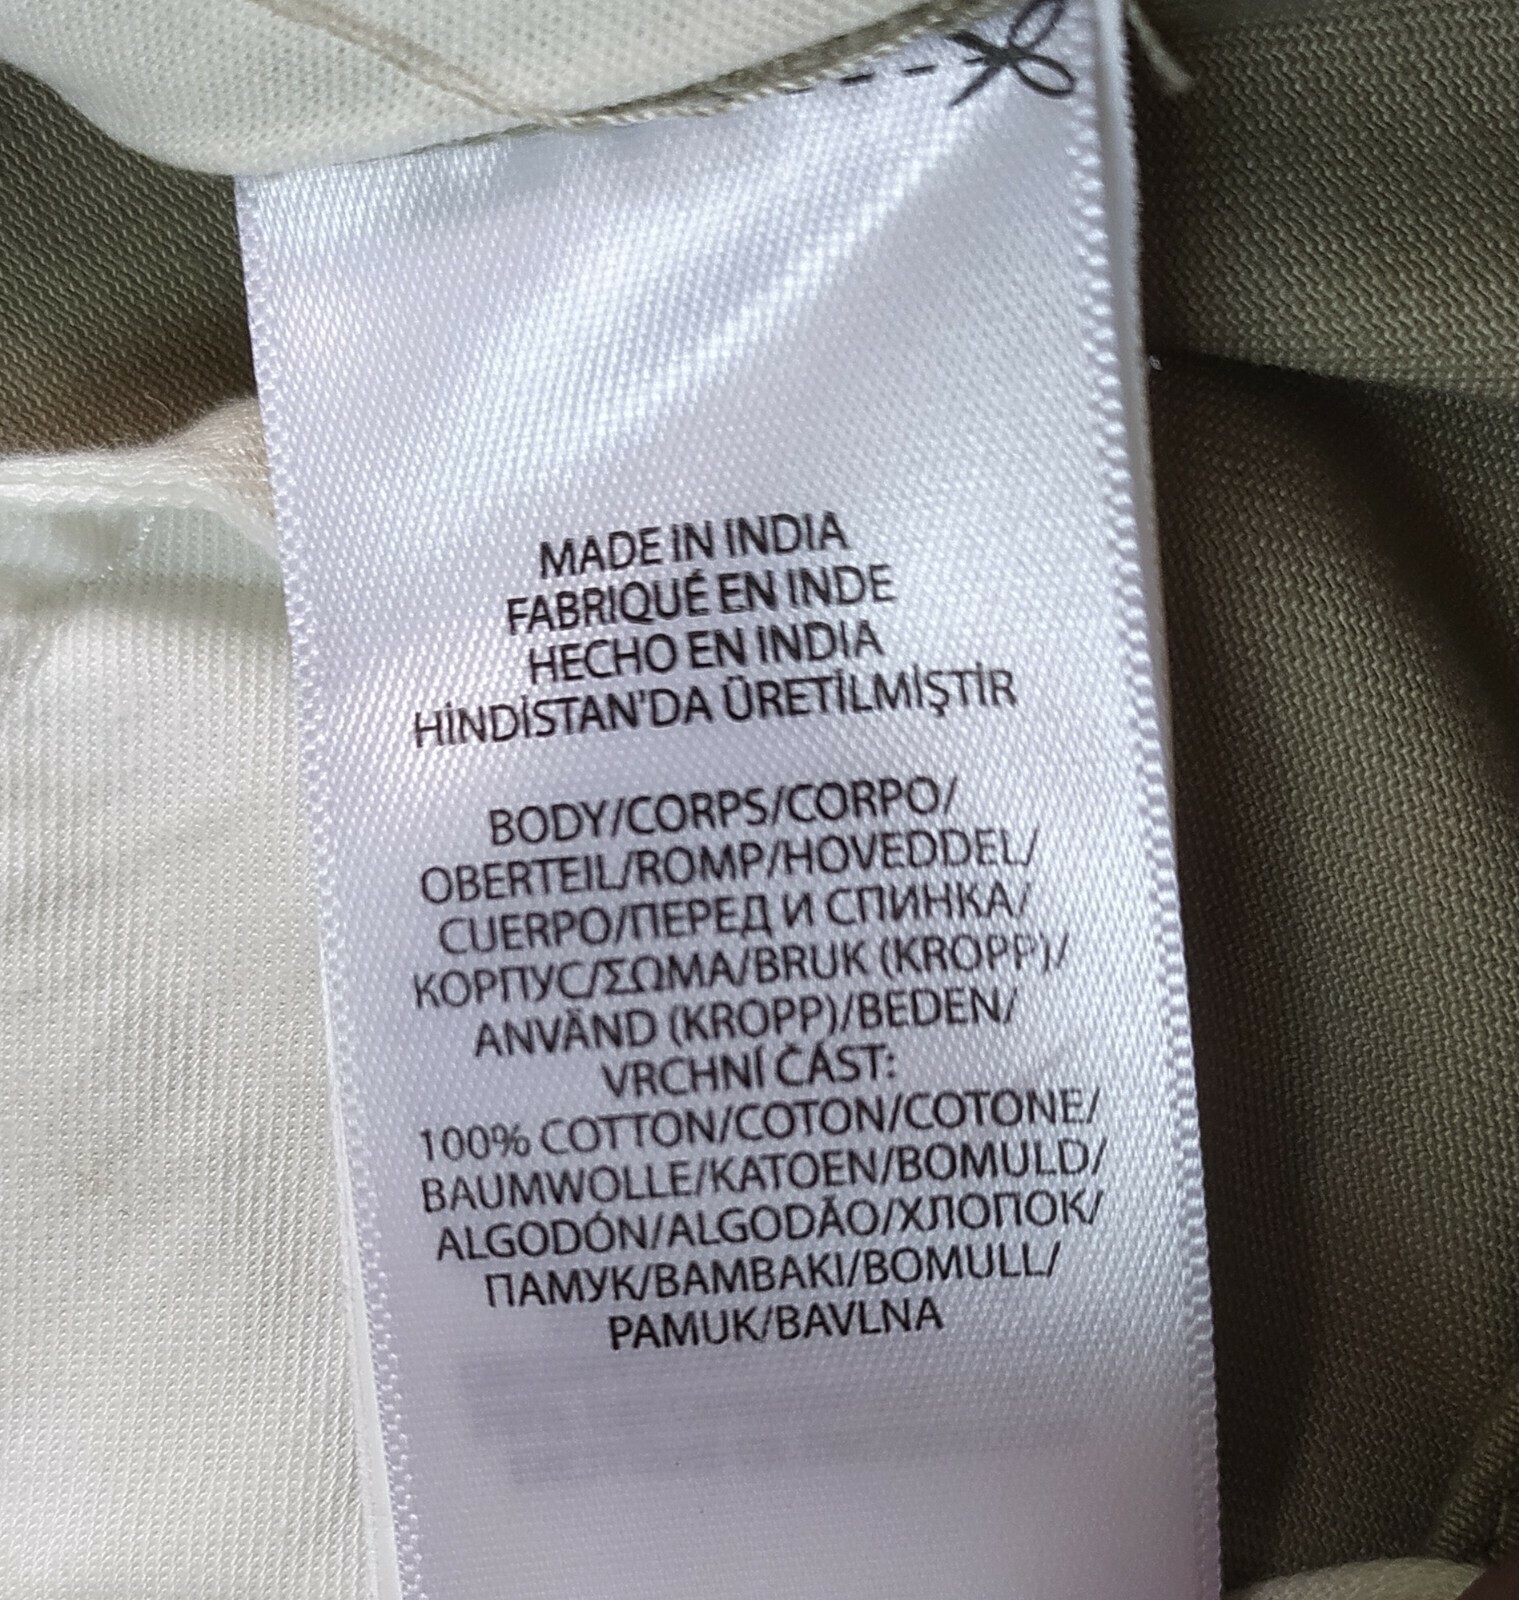 MADE IN INDIA
FABRIQUÉ EN INDE
HECHO EN INDIA
HİNDİSTAN'DA ÜRETİLMİŞTİR
BODY/CORPS/CORPO/
OBERTEIL/ROMP/HOVEDDEL/
CUERPO/ПЕРЕД И СПИНКА/
КОРПУС/ΣΩΜΑ/BRUK (KROPP)/
ANVÄND (KROPP)/BEDEN/
VRCHNÍ ČÁST:
100% COTTON/COTON/COTONE/
BAUMWOLLE/KATOEN/BOMULD/
ALGODÓN/ALGODÃO/ХЛОПОК/
ПАМУК/BAMBAKI/BOMULL/
PAMUK/BAVLNA